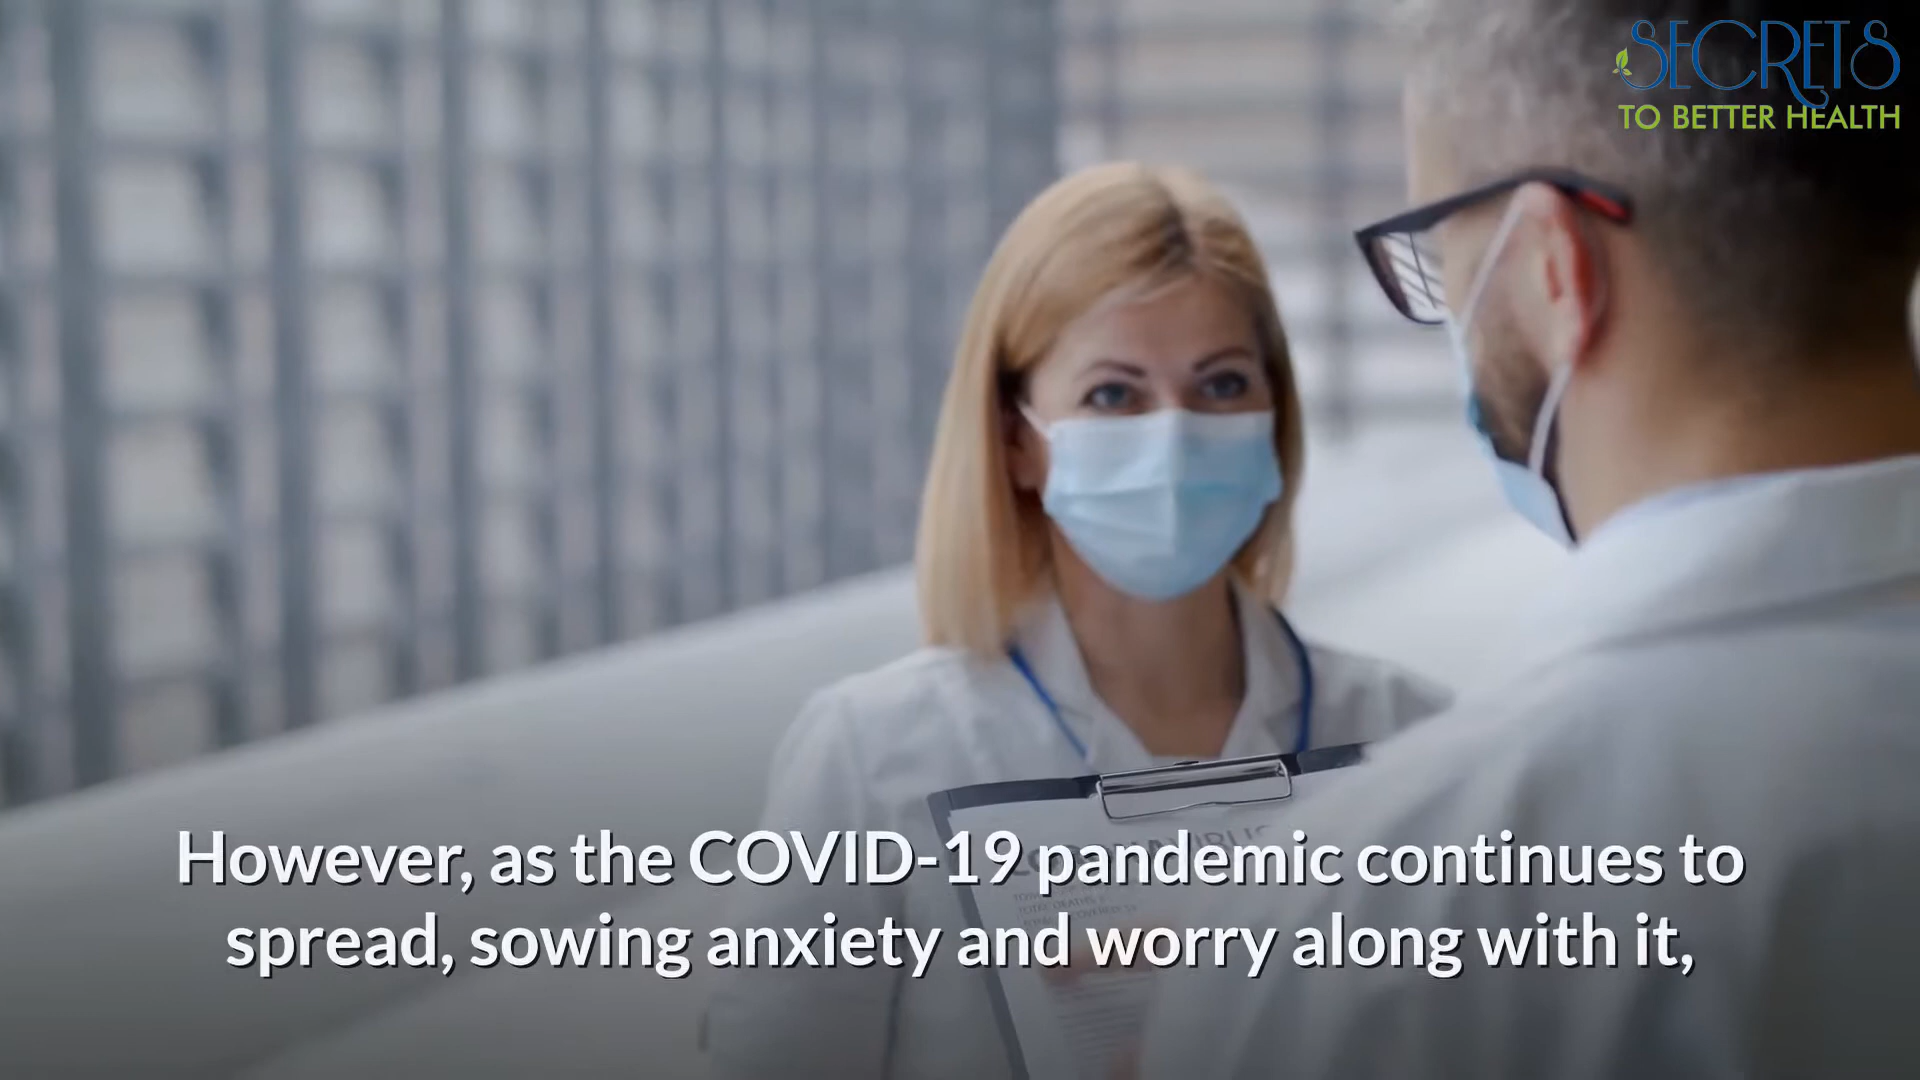 SECRETS
TO BETTER HEALTH
However, as the COVID-19 pandemic continues to
spread, sowing anxiety and worry along with it,